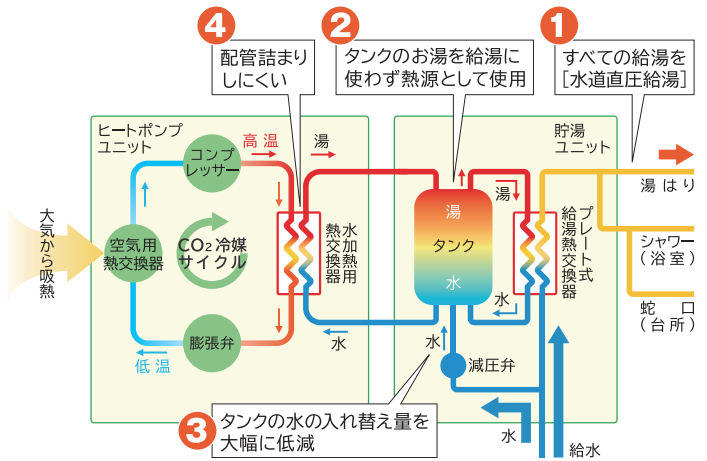 4
配管詰まり
しにくい
2
タンクのお湯を給湯に
使わず熱源として使用
1
すべての給湯を
[水道直圧給湯]
ヒートポンプ
ユニット
コンプ
レッサー
高温
湯
貯湯
ユニット
湯はり
大気から吸熱
空気用
熱交換器
CO2冷媒
サイクル
水加熱用
熱交換器
湯
タンク
水
湯
水
プレート式
給湯熱交換器
シャワー
(浴室)
蛇口
(台所)
膨張弁
低温
水
水
減圧弁
3
タンクの水の入れ替え量を
大幅に低減
水
給水